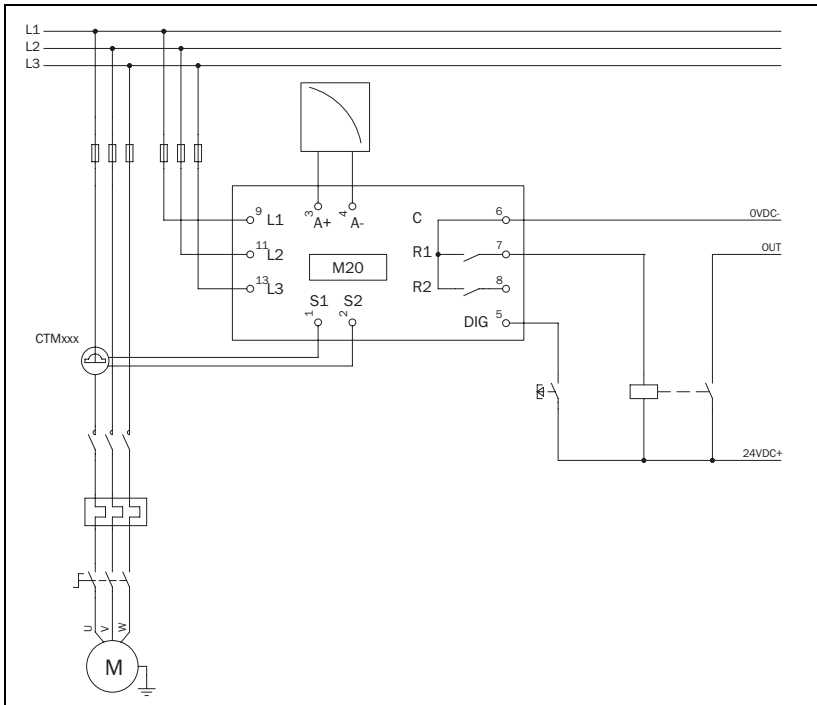 L1
L2
L3
9 L1
3 A+
4 A-
C 6
0VDC-
11 L2
R1 7
OUT
M20
13 L3
R2 8
S1 S2
1 2
DIG 5
CTMxxx
24VDC+
U V W
M